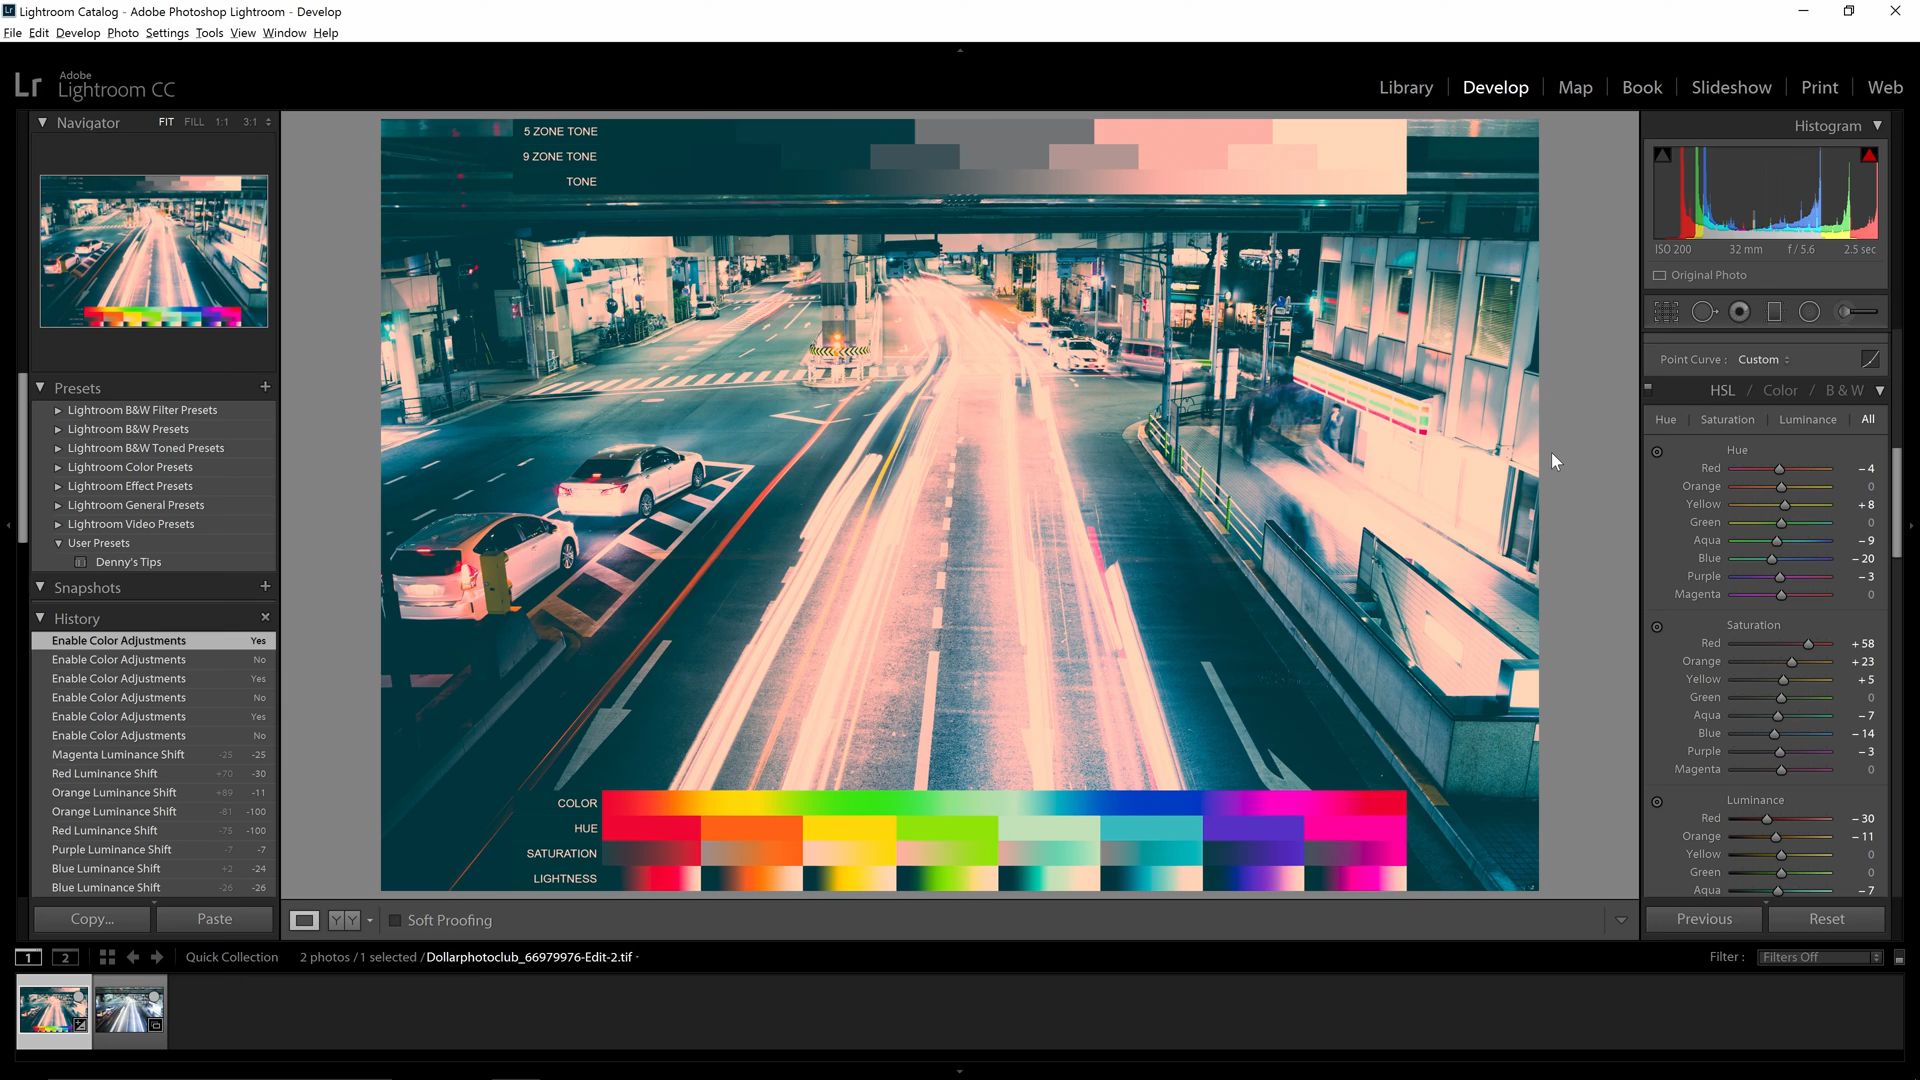 Lr Lightroom Catalog - Adobe Photoshop Lightroom - Develop
File Edit Develop Photo Settings Tools View Window Help
Lr Adobe
Lightroom CC
Library Develop Map Book Slideshow Print Web
Navigator FIT FILL 1:1 3:1
Presets +
Lightroom B&W Filter Presets
Lightroom B&W Presets
Lightroom B&W Toned Presets
Lightroom Color Presets
Lightroom Effect Presets
Lightroom General Presets
Lightroom Video Presets
User Presets
Denny's Tips
Snapshots +
History ×
Enable Color Adjustments Yes
Enable Color Adjustments No
Enable Color Adjustments Yes
Enable Color Adjustments No
Enable Color Adjustments Yes
Enable Color Adjustments No
Magenta Luminance Shift -25 -25
Red Luminance Shift +70 -30
Orange Luminance Shift +89 -11
Orange Luminance Shift -81 -100
Red Luminance Shift -75 -100
Purple Luminance Shift -7 -7
Blue Luminance Shift +2 -24
Blue Luminance Shift -26 -26
Copy... Paste
5 ZONE TONE
9 ZONE TONE
TONE
COLOR
HUE
SATURATION
LIGHTNESS
Y Y Soft Proofing
Histogram
ISO 200 32 mm f / 5.6 2.5 sec
Original Photo
Point Curve : Custom
HSL / Color / B & W
Hue Saturation Luminance All
Hue
Red - 4
Orange 0
Yellow + 8
Green 0
Aqua - 9
Blue - 20
Purple - 3
Magenta 0
Saturation
Red + 58
Orange + 23
Yellow + 5
Green 0
Aqua - 7
Blue - 14
Purple - 3
Magenta 0
Luminance
Red - 30
Orange - 11
Yellow 0
Green 0
Aqua - 7
Previous Reset
1 2 Quick Collection 2 photos / 1 selected / Dollarphotoclub_66979976-Edit-2.tif
Filter : Filters Off